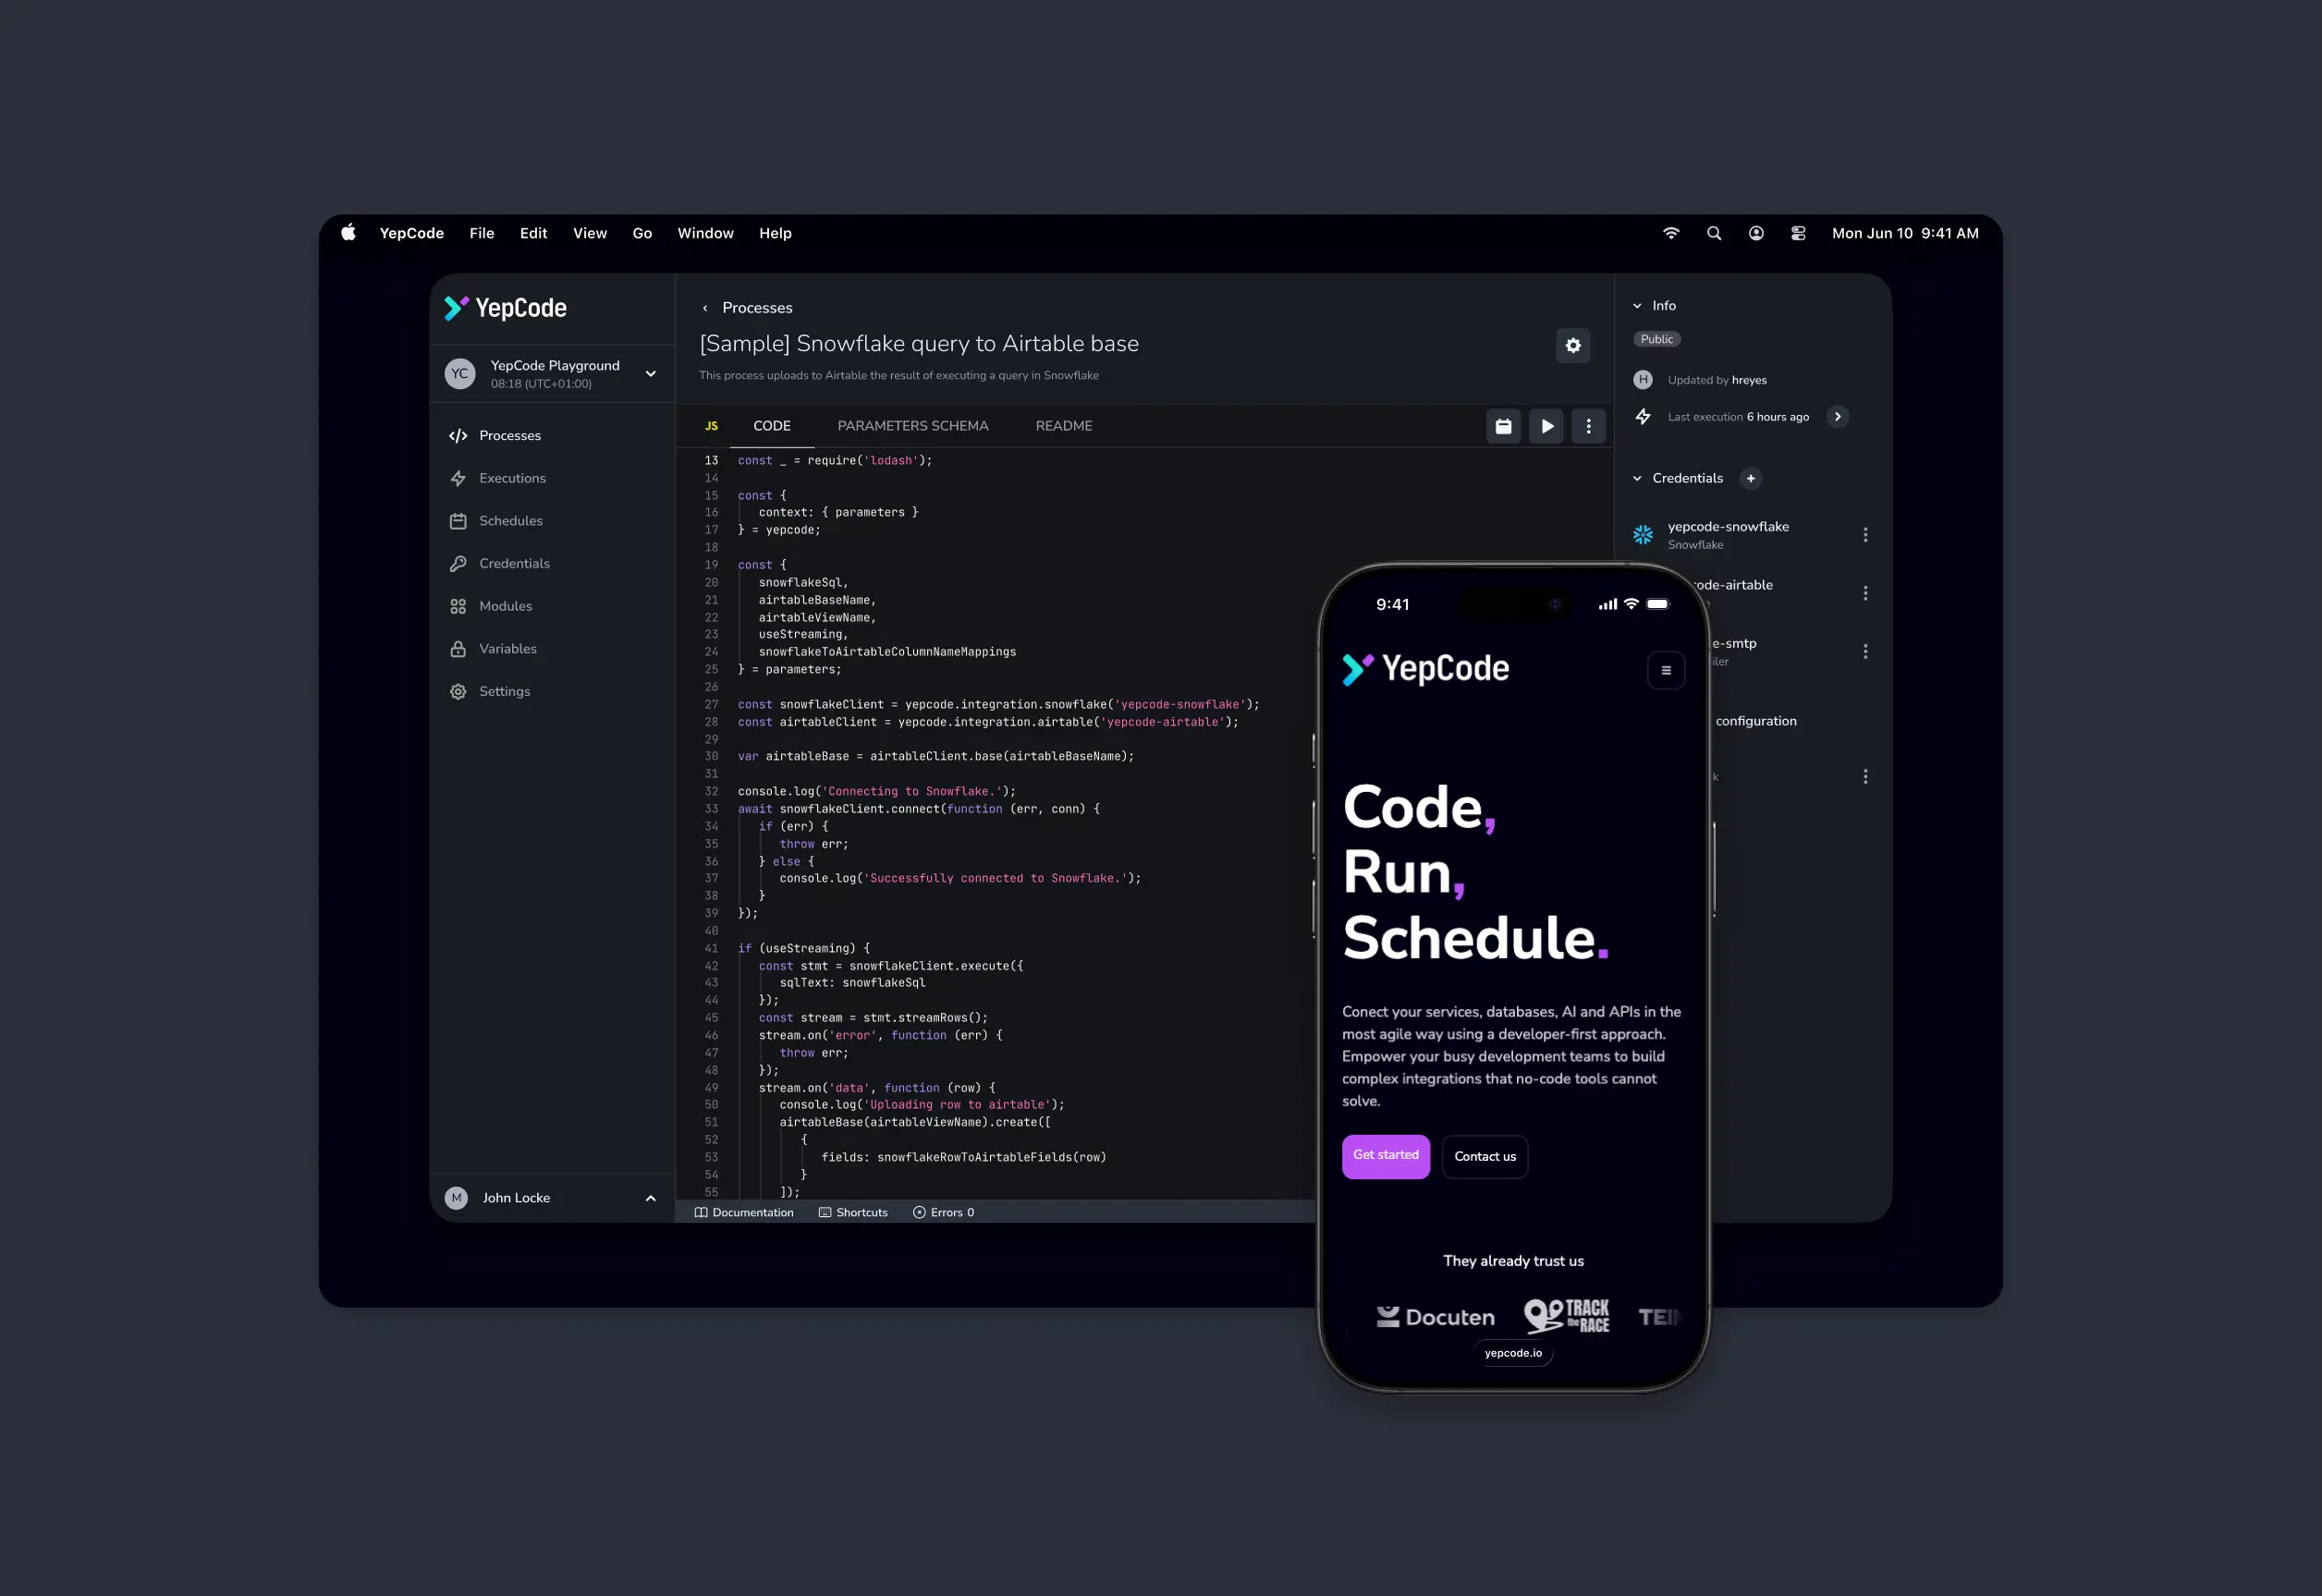 YepCode File Edit View Go Window Help
Mon Jun 10 9:41 AM
YepCode
YC
YepCode Playground
08:18 (UTC+01:00)
Processes
Executions
Schedules
Credentials
Modules
Variables
Settings
M John Locke
Processes
[Sample] Snowflake query to Airtable base
This process uploads to Airtable the result of executing a query in Snowflake
JS CODE PARAMETERS SCHEMA README
13 const _ = require('lodash');
14
15 const {
16 context: { parameters }
17 } = yepcode;
18
19 const {
20 snowflakeSql,
21 airtableBaseName,
22 airtableViewName,
23 useStreaming,
24 snowflakeToAirtableColumnNameMappings
25 } = parameters;
26
27 const snowflakeClient = yepcode.integration.snowflake('yepcode-snowflake');
28 const airtableClient = yepcode.integration.airtable('yepcode-airtable');
29
30 var airtableBase = airtableClient.base(airtableBaseName);
31
32 console.log('Connecting to Snowflake.');
33 await snowflakeClient.connect(function (err, conn) {
34 if (err) {
35 throw err;
36 } else {
37 console.log('Successfully connected to Snowflake.');
38 }
39 });
40
41 if (useStreaming) {
42 const stmt = snowflakeClient.execute({
43 sqlText: snowflakeSql
44 });
45 const stream = stmt.streamRows();
46 stream.on('error', function (err) {
47 throw err;
48 });
49 stream.on('data', function (row) {
50 console.log('Uploading row to airtable');
51 airtableBase(airtableViewName).create([
52 {
53 fields: snowflakeRowToAirtableFields(row)
54 }
55 ]);
Documentation Shortcuts Errors 0
Info
Public
H Updated by hreyes
Last execution 6 hours ago
Credentials +
yepcode-snowflake
Snowflake
ode-airtable
e
e-smtp
iler
configuration
k
9:41
YepCode
Code,
Run,
Schedule.
Conect your services, databases, AI and APIs in the
most agile way using a developer-first approach.
Empower your busy development teams to build
complex integrations that no-code tools cannot
solve.
Get started Contact us
They already trust us
Docuten TRACK the RACE TEIN
yepcode.io